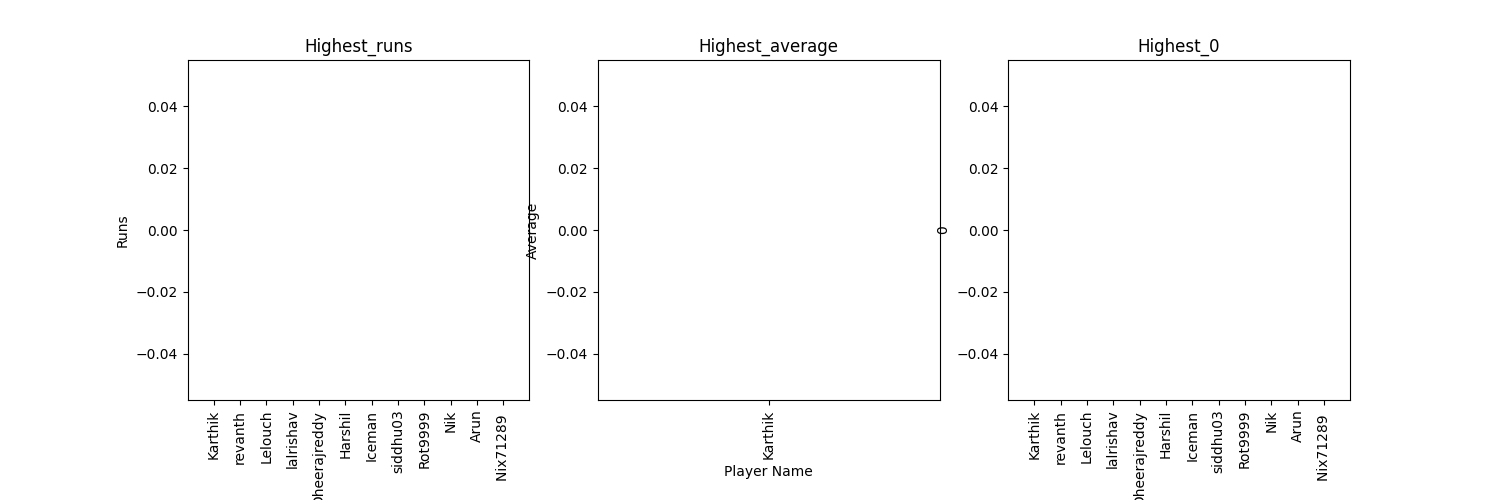 Highest_runs
0.04
0.02
0.00
−0.02
−0.04
Runs
Karthik
revanth
Lelouch
lalrishav
Harshil
Iceman
siddhu03
Rot9999
Nik
Arun
Nix71289
Highest_average
0.04
0.02
0.00
−0.02
−0.04
Average
Karthik
Player Name
Highest_0
0.04
0.02
0.00
−0.02
−0.04
0
Karthik
revanth
Lelouch
lalrishav
Harshil
Iceman
siddhu03
Rot9999
Nik
Arun
Nix71289